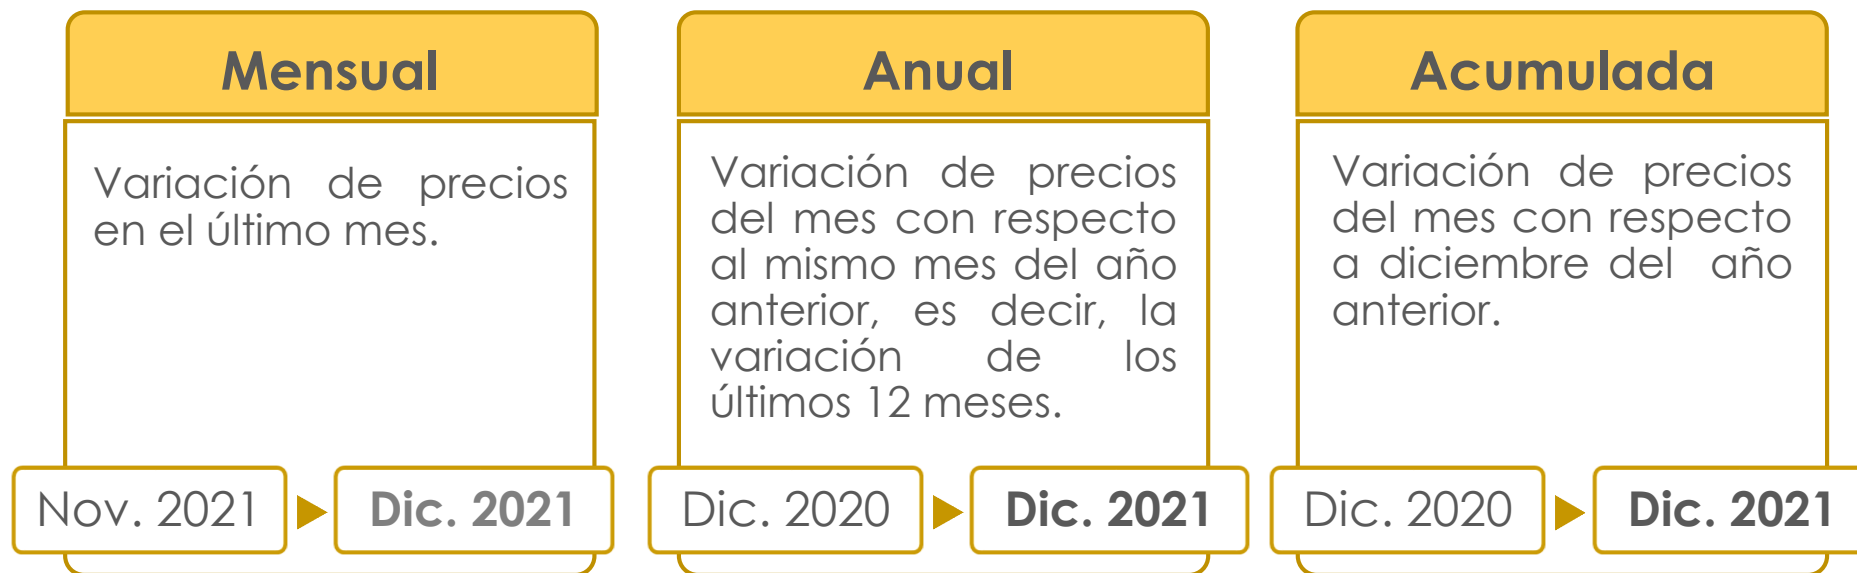 Mensual
Variación de precios
en el último mes.
Nov. 2021
Dic. 2021
Anual
Variación de precios
del mes con respecto
al mismo mes del año
anterior, es decir, la
variación de los
últimos 12 meses.
Dic. 2020
Dic. 2021
Acumulada
Variación de precios
del mes con respecto
a diciembre del año
anterior.
Dic. 2020
Dic. 2021